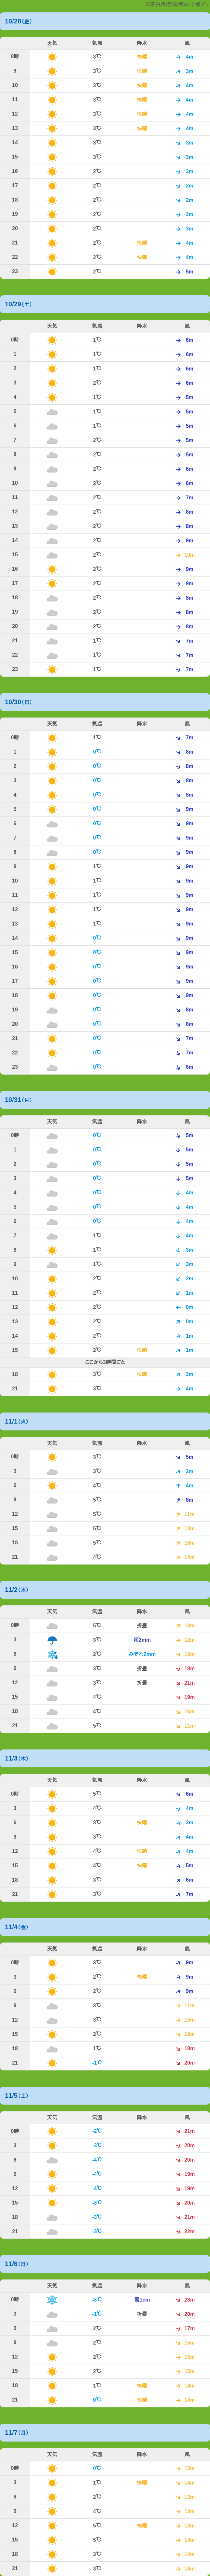 10/28(金)
天気 気温 降水 風
8時 3℃ 快晴 4m
9 3℃ 快晴 3m
10 3℃ 快晴 4m
11 3℃ 快晴 4m
12 3℃ 快晴 4m
13 3℃ 快晴 4m
14 3℃ 3m
15 3℃ 3m
16 2℃ 3m
17 2℃ 2m
18 2℃ 2m
19 2℃ 3m
20 2℃ 3m
21 2℃ 快晴 4m
22 2℃ 快晴 4m
23 2℃ 5m
10/29(土)
天気 気温 降水 風
0時 1℃ 6m
1 1℃ 6m
2 1℃ 6m
3 2℃ 6m
4 1℃ 5m
5 1℃ 5m
6 1℃ 5m
7 2℃ 5m
8 2℃ 5m
9 2℃ 6m
10 2℃ 6m
11 2℃ 7m
12 2℃ 8m
13 2℃ 8m
14 2℃ 9m
15 2℃ 10m
16 2℃ 9m
17 2℃ 9m
18 2℃ 8m
19 2℃ 8m
20 2℃ 8m
21 1℃ 7m
22 1℃ 7m
23 1℃ 7m
10/30(日)
天気 気温 降水 風
0時 1℃ 7m
1 0℃ 8m
2 0℃ 8m
3 0℃ 8m
4 0℃ 8m
5 0℃ 9m
6 0℃ 9m
7 0℃ 9m
8 0℃ 9m
9 1℃ 9m
10 1℃ 9m
11 1℃ 9m
12 1℃ 9m
13 1℃ 9m
14 0℃ 9m
15 0℃ 9m
16 0℃ 9m
17 0℃ 9m
18 0℃ 9m
19 0℃ 8m
20 0℃ 8m
21 0℃ 7m
22 0℃ 7m
23 0℃ 6m
10/31(月)
天気 気温 降水 風
0時 0℃ 5m
1 0℃ 5m
2 0℃ 5m
3 0℃ 5m
4 0℃ 4m
5 0℃ 4m
6 0℃ 4m
7 1℃ 4m
8 1℃ 3m
9 1℃ 3m
10 2℃ 2m
11 2℃ 1m
12 2℃ 0m
13 2℃ 0m
14 2℃ 1m
15 2℃ 快晴 1m
ここから3時間ごと
18 3℃ 快晴 3m
21 3℃ 4m
11/1(火)
天気 気温 降水 風
0時 3℃ 5m
3 3℃ 2m
6 4℃ 4m
9 5℃ 8m
12 5℃ 11m
15 5℃ 13m
18 5℃ 16m
21 4℃ 14m
11/2(水)
天気 気温 降水 風
0時 5℃ 折畳 13m
3 3℃ 雨2mm 12m
6 2℃ みぞれ2mm 16m
9 3℃ 折畳 18m
12 3℃ 折畳 21m
15 4℃ 19m
18 4℃ 16m
21 5℃ 11m
11/3(木)
天気 気温 降水 風
0時 5℃ 6m
3 4℃ 4m
6 3℃ 快晴 3m
9 3℃ 4m
12 4℃ 快晴 4m
15 4℃ 快晴 5m
18 3℃ 6m
21 3℃ 7m
11/4(金)
天気 気温 降水 風
0時 3℃ 9m
3 2℃ 快晴 9m
6 2℃ 9m
9 3℃ 11m
12 3℃ 15m
15 2℃ 16m
18 1℃ 18m
21 -1℃ 20m
11/5(土)
天気 気温 降水 風
0時 -2℃ 21m
3 -3℃ 20m
6 -4℃ 20m
9 -4℃ 19m
12 -4℃ 19m
15 -3℃ 20m
18 -3℃ 21m
21 -3℃ 22m
11/6(日)
天気 気温 降水 風
0時 -3℃ 雪1cm 23m
3 -1℃ 折畳 20m
6 2℃ 17m
9 2℃ 15m
12 2℃ 15m
15 2℃ 15m
18 1℃ 快晴 14m
21 0℃ 快晴 14m
11/7(月)
天気 気温 降水 風
0時 0℃ 15m
3 1℃ 快晴 14m
6 2℃ 13m
9 4℃ 13m
12 5℃ 快晴 13m
15 5℃ 14m
18 3℃ 14m
21 3℃ 14m